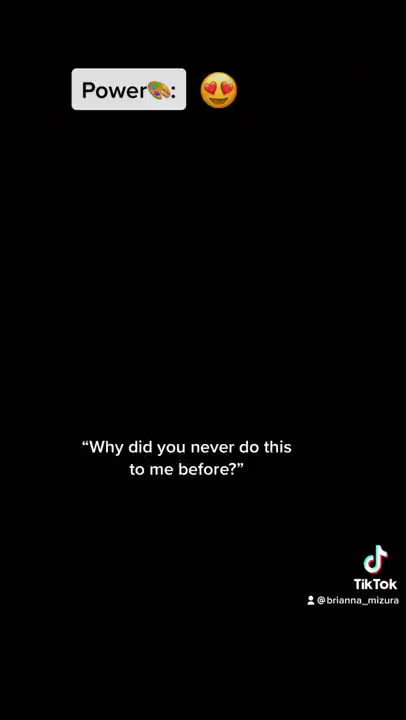 Power🎨: 😍
“Why did you never do this
to me before?”
TikTok
@brianna_mizura